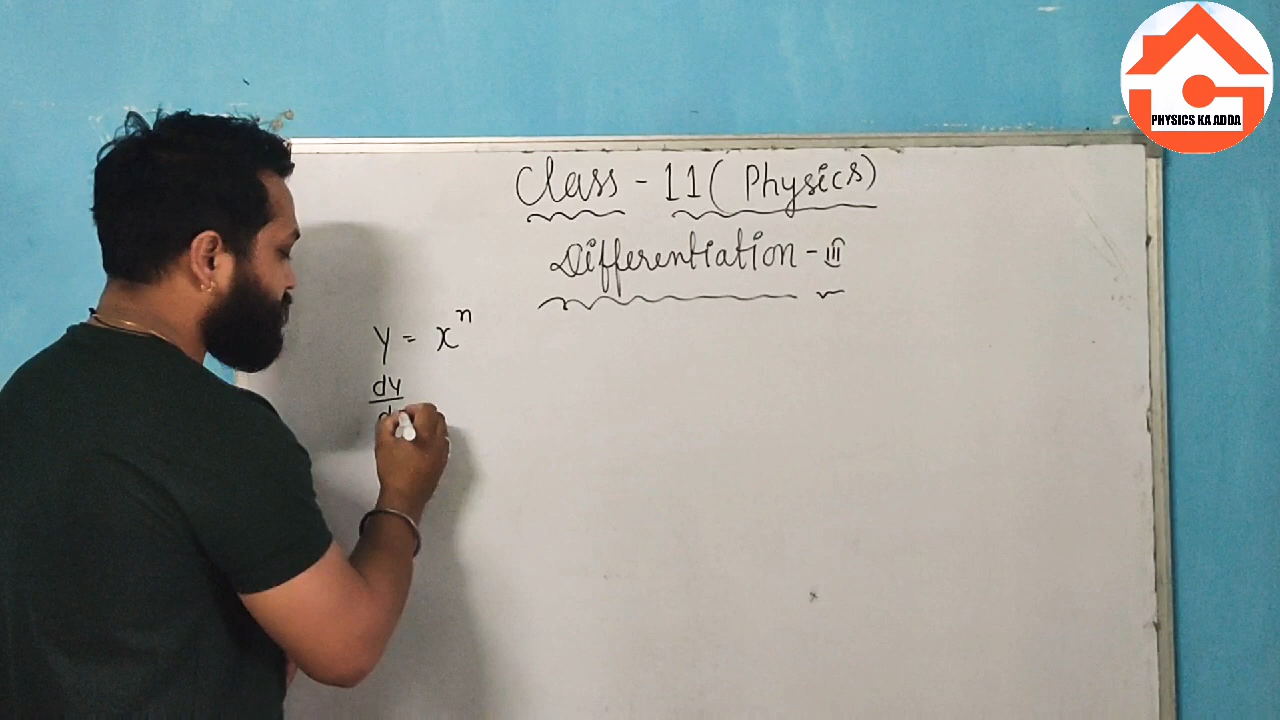 PHYSICS KA ADDA
Class - 11 ( Physics )
Differentiation - III
y = x^n
dy
d